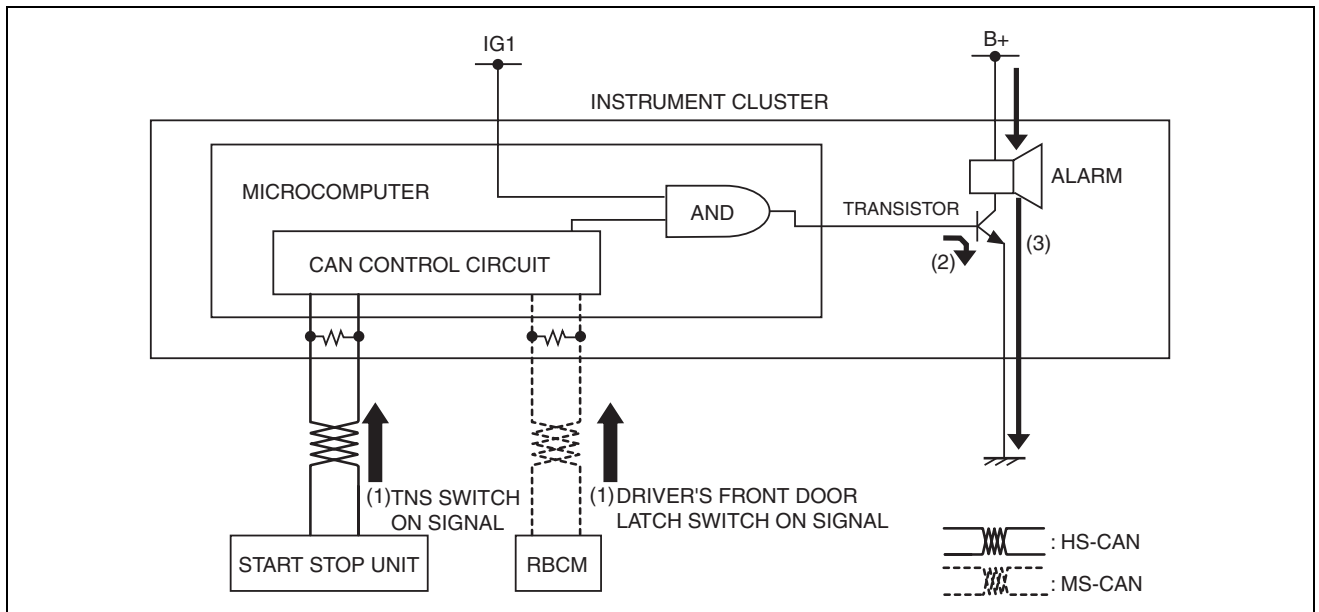 IG1
B+
INSTRUMENT CLUSTER
MICROCOMPUTER
ALARM
AND
TRANSISTOR
(2)
(3)
CAN CONTROL CIRCUIT
(1) TNS SWITCH
ON SIGNAL
(1) DRIVER'S FRONT DOOR
LATCH SWITCH ON SIGNAL
START STOP UNIT
RBCM
: HS-CAN
: MS-CAN